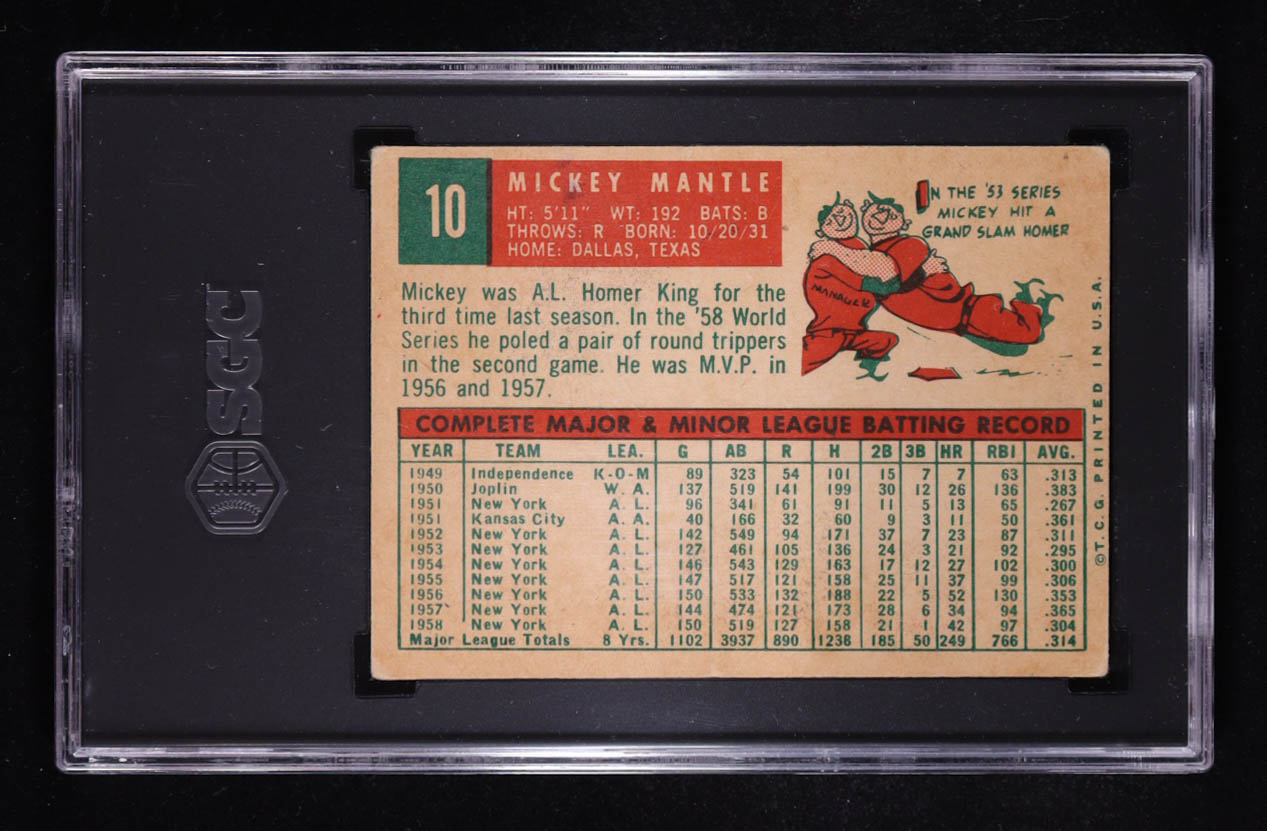 SGC
10
MICKEY MANTLE
HT: 5'11" WT: 192 BATS: B
THROWS: R BORN: 10/20/31
HOME: DALLAS, TEXAS
Mickey was A.L. Homer King for the
third time last season. In the '58 World
Series he poled a pair of round trippers
in the second game. He was M.V.P. in
1956 and 1957.
IN THE '53 SERIES
MICKEY HIT A
GRAND SLAM HOMER
MANAGER
COMPLETE MAJOR & MINOR LEAGUE BATTING RECORD
YEAR TEAM LEA. G AB R H 2B 3B HR RBI AVG.
1949 Independence K-O-M 89 323 54 101 15 7 7 63 .313
1950 Joplin W. A. 137 519 141 199 30 12 26 136 .383
1951 New York A. L. 96 341 61 91 11 5 13 65 .267
1951 Kansas City A. A. 40 166 32 60 9 3 11 50 .361
1952 New York A. L. 142 549 94 171 37 7 23 87 .311
1953 New York A. L. 127 461 105 136 24 3 21 92 .295
1954 New York A. L. 146 543 129 163 17 12 27 102 .300
1955 New York A. L. 147 517 121 158 25 11 37 99 .306
1956 New York A. L. 150 533 132 188 22 5 52 130 .353
1957 New York A. L. 144 474 121 173 28 6 34 94 .365
1958 New York A. L. 150 519 127 158 21 1 42 97 .304
Major League Totals 8 Yrs. 1102 3937 890 1236 185 50 249 766 .314
©T. C. G. PRINTED IN U.S.A.